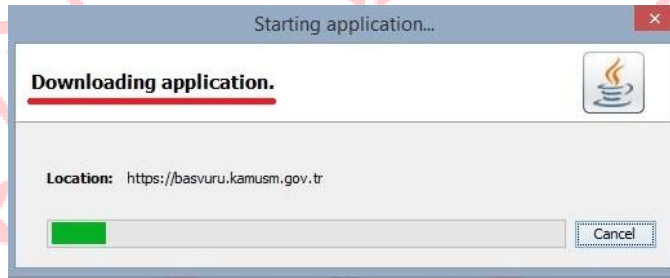 Starting application...
Downloading application.
Location: https://basvuru.kamusm.gov.tr
Cancel